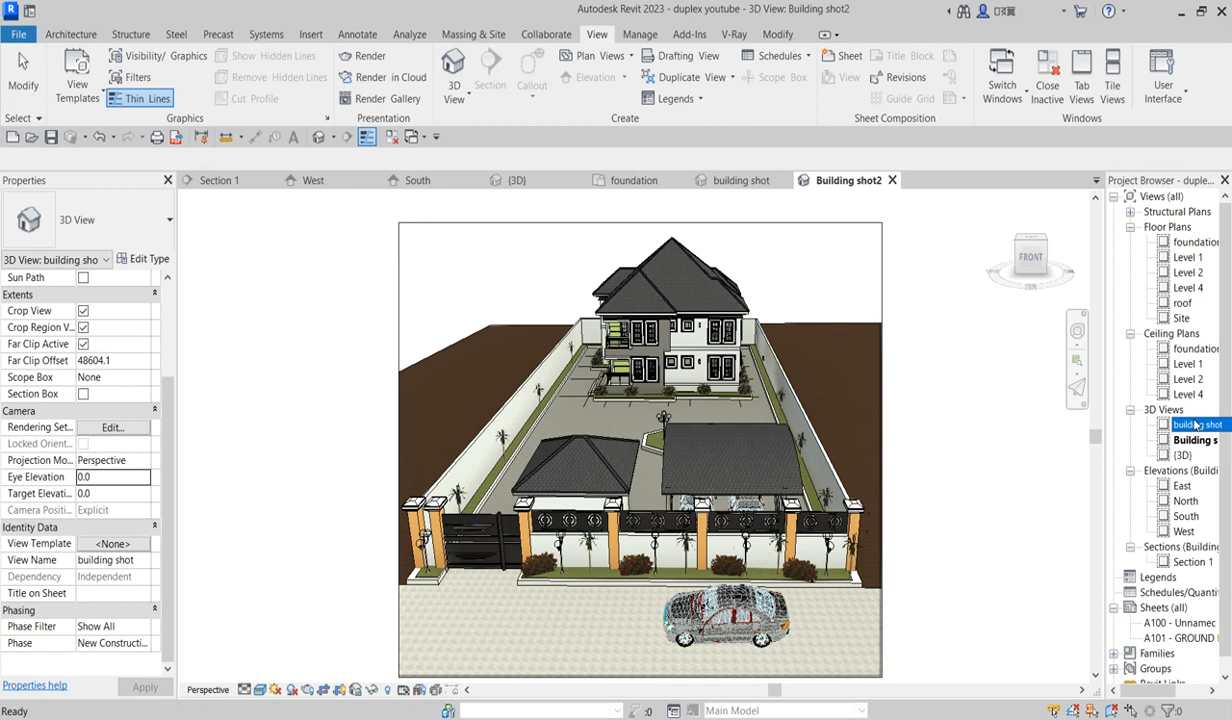 Autodesk Revit 2023 - duplex youtube - 3D View: Building shot2
File
Architecture
Structure
Steel
Precast
Systems
Insert
Annotate
Analyze
Massing & Site
Collaborate
View
Manage
Add-Ins
V-Ray
Modify
Modify
Select
View
Templates
Visibility/ Graphics
Filters
Thin Lines
Show Hidden Lines
Remove Hidden Lines
Cut Profile
Graphics
Render
Render in Cloud
Render Gallery
Presentation
3D
View
Section
Callout
Plan Views
Elevation
Legends
Drafting View
Duplicate View
Schedules
Scope Box
Create
Sheet
View
Title Block
Revisions
Guide Grid
Sheet Composition
Switch
Windows
Close
Inactive
Tab
Views
Tile
Views
Windows
User
Interface
Properties
3D View
3D View: building sho
Edit Type
Sun Path
Extents
Crop View
Crop Region V...
Far Clip Active
Far Clip Offset 48604.1
Scope Box None
Section Box
Camera
Rendering Set... Edit...
Locked Orient...
Projection Mo... Perspective
Eye Elevation 0.0
Target Elevati... 0.0
Camera Positi... Explicit
Identity Data
View Template <None>
View Name building shot
Dependency Independent
Title on Sheet
Phasing
Phase Filter Show All
Phase New Constructi...
Properties help
Apply
Section 1
West
South
{3D}
foundation
building shot
Building shot2
FRONT
Perspective
Project Browser - duple...
Views (all)
Structural Plans
Floor Plans
foundation
Level 1
Level 2
Level 4
roof
Site
Ceiling Plans
foundation
Level 1
Level 2
Level 4
3D Views
building shot
Building s
{3D}
Elevations (Buildi
East
North
South
West
Sections (Building
Section 1
Legends
Schedules/Quanti
Sheets (all)
A100 - Unnamec
A101 - GROUND
Families
Groups
Ready
:0
Main Model
:0